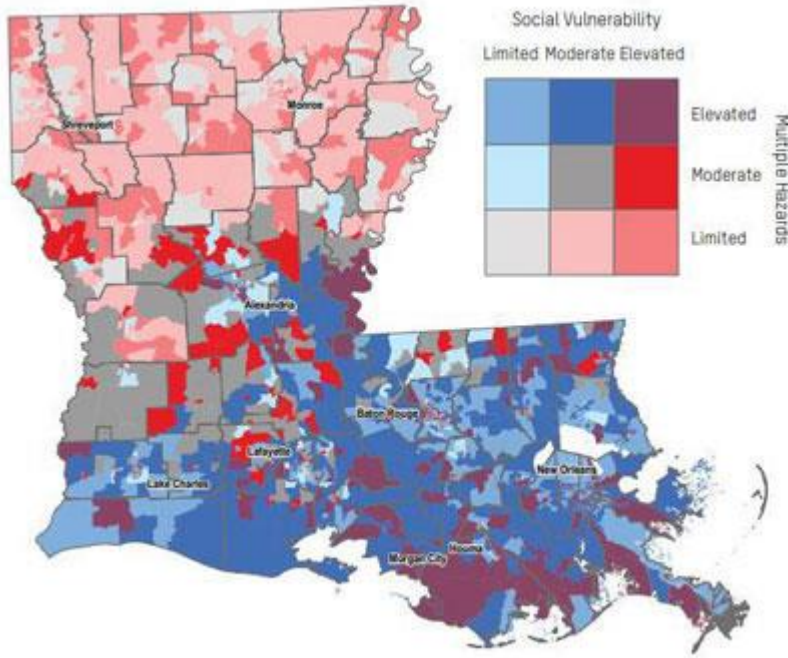 Social Vulnerability
Limited Moderate Elevated
Elevated
Moderate
Limited
Multiple Hazards
Shreveport
Monroe
Alexandria
Baton Rouge
Lafayette
Lake Charles
New Orleans
Houma
Morgan City